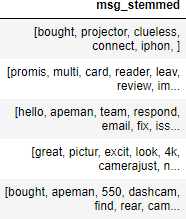 msg_stemmed
[bought, projector, clueless,
connect, iphon, ]
[promis, multi, card, reader, leav,
review, im...
[hello, apeman, team, respond,
email, fix, iss...
[great, pictur, excit, look, 4k,
camerajust, n...
[bought, apeman, 550, dashcam,
find, rear, cam...